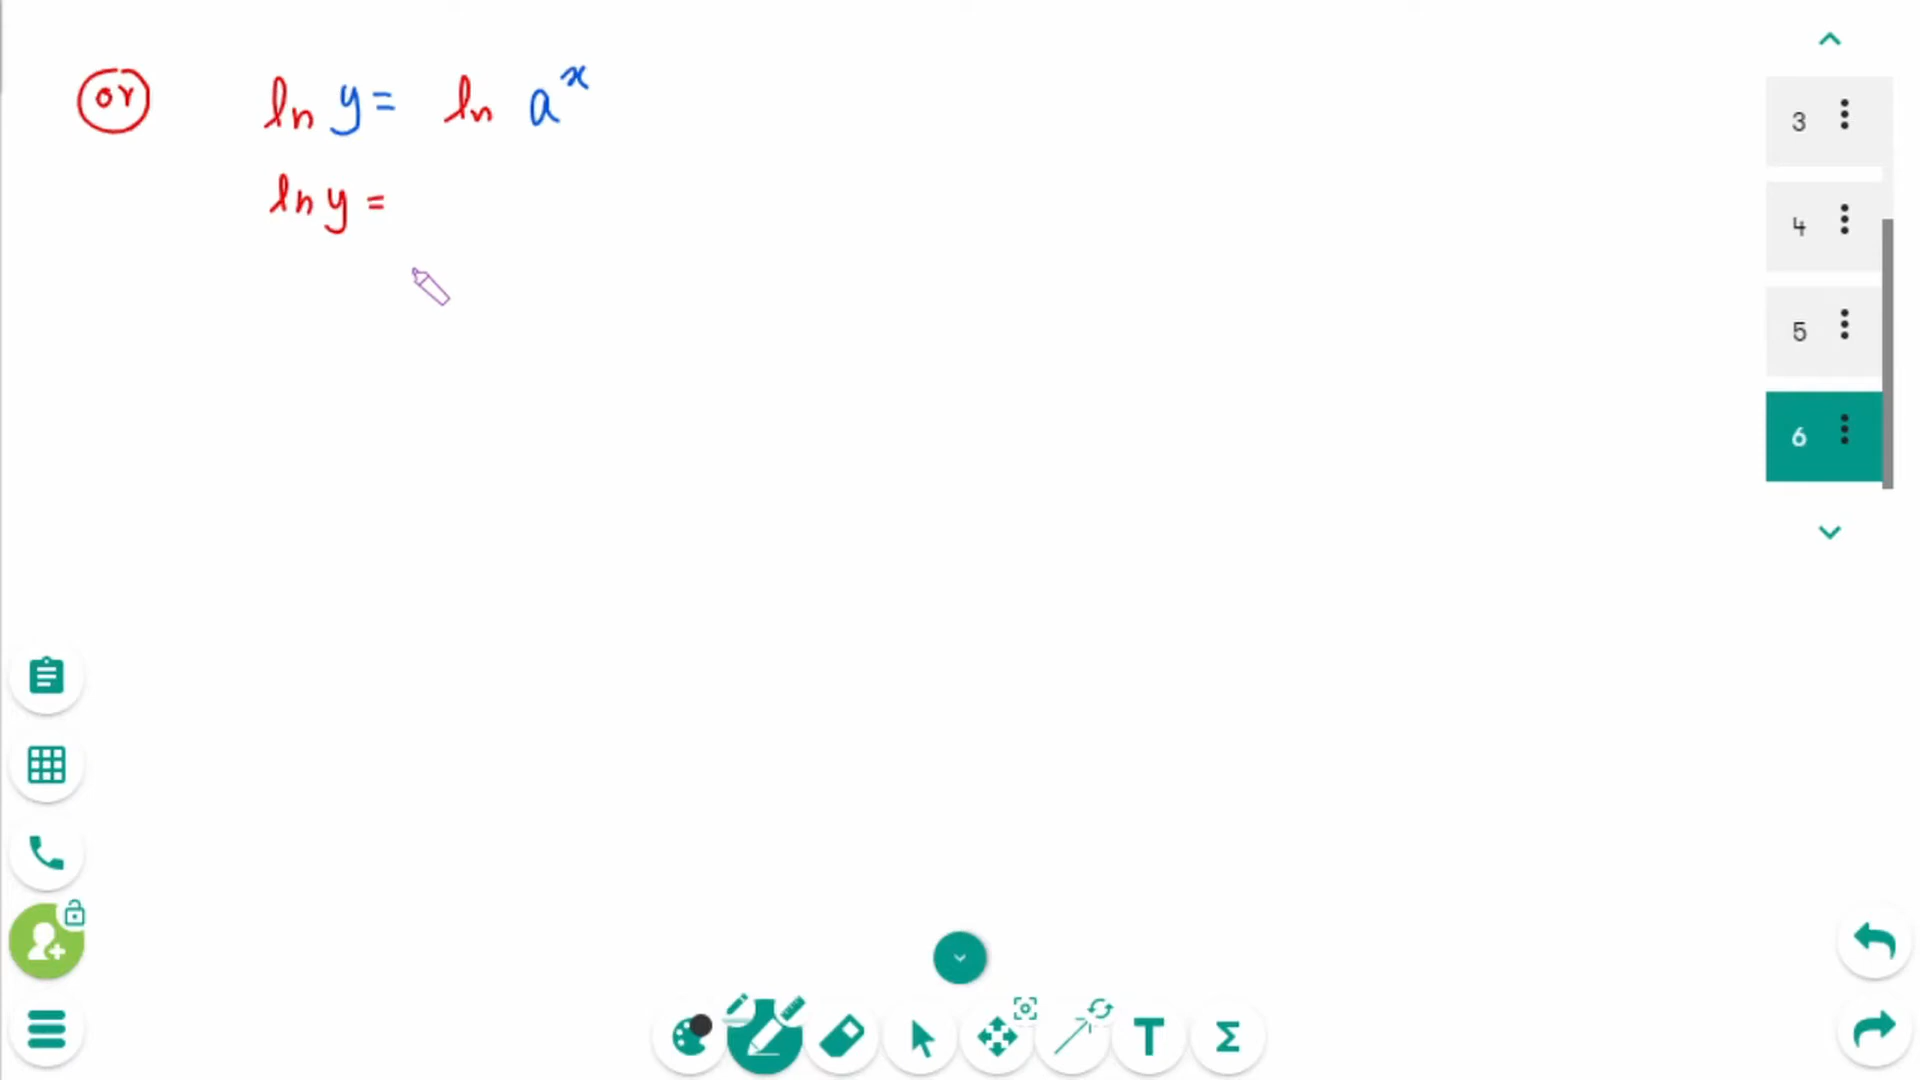 or ln y = ln a^x
ln y =
3
4
5
6
T
Σ